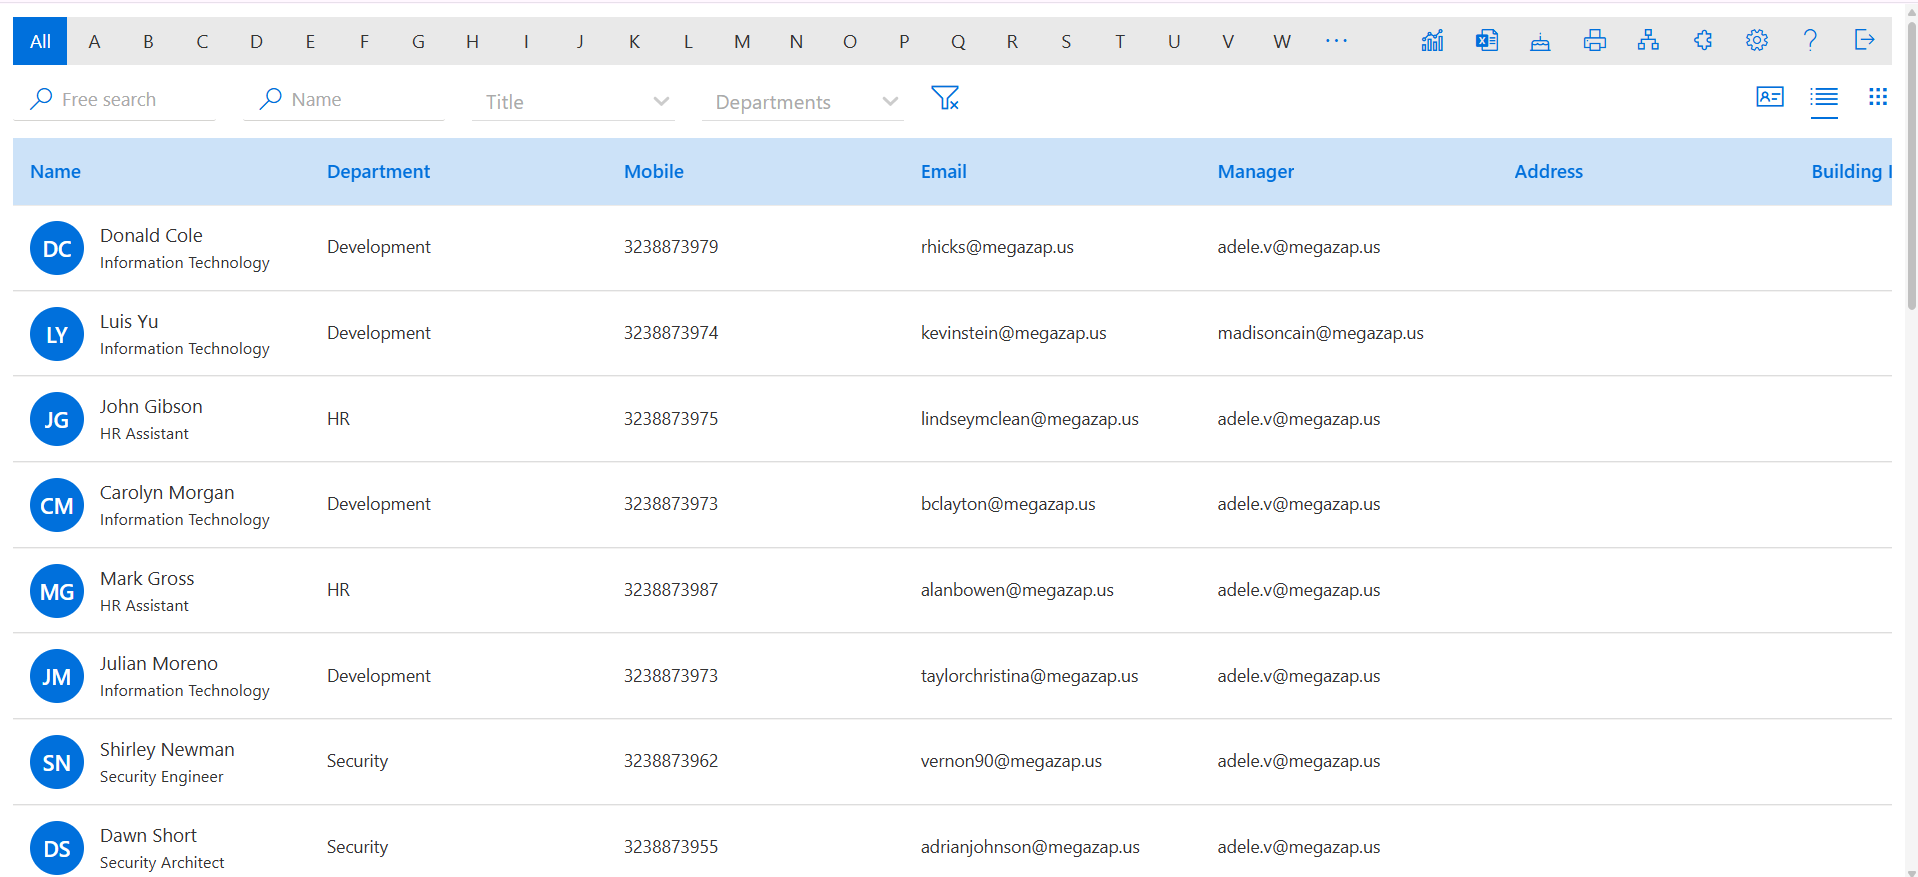 All A B C D E F G H I J K L M N O P Q R S T U V W ...
Free search Name Title Departments
Name Department Mobile Email Manager Address Building
DC Donald Cole Information Technology Development 3238873979 rhicks@megazap.us adele.v@megazap.us
LY Luis Yu Information Technology Development 3238873974 kevinstein@megazap.us madisoncain@megazap.us
JG John Gibson HR Assistant HR 3238873975 lindseymclean@megazap.us adele.v@megazap.us
CM Carolyn Morgan Information Technology Development 3238873973 bclayton@megazap.us adele.v@megazap.us
MG Mark Gross HR Assistant HR 3238873987 alanbowen@megazap.us adele.v@megazap.us
JM Julian Moreno Information Technology Development 3238873973 taylorchristina@megazap.us adele.v@megazap.us
SN Shirley Newman Security Engineer Security 3238873962 vernon90@megazap.us adele.v@megazap.us
DS Dawn Short Security Architect Security 3238873955 adrianjohnson@megazap.us adele.v@megazap.us